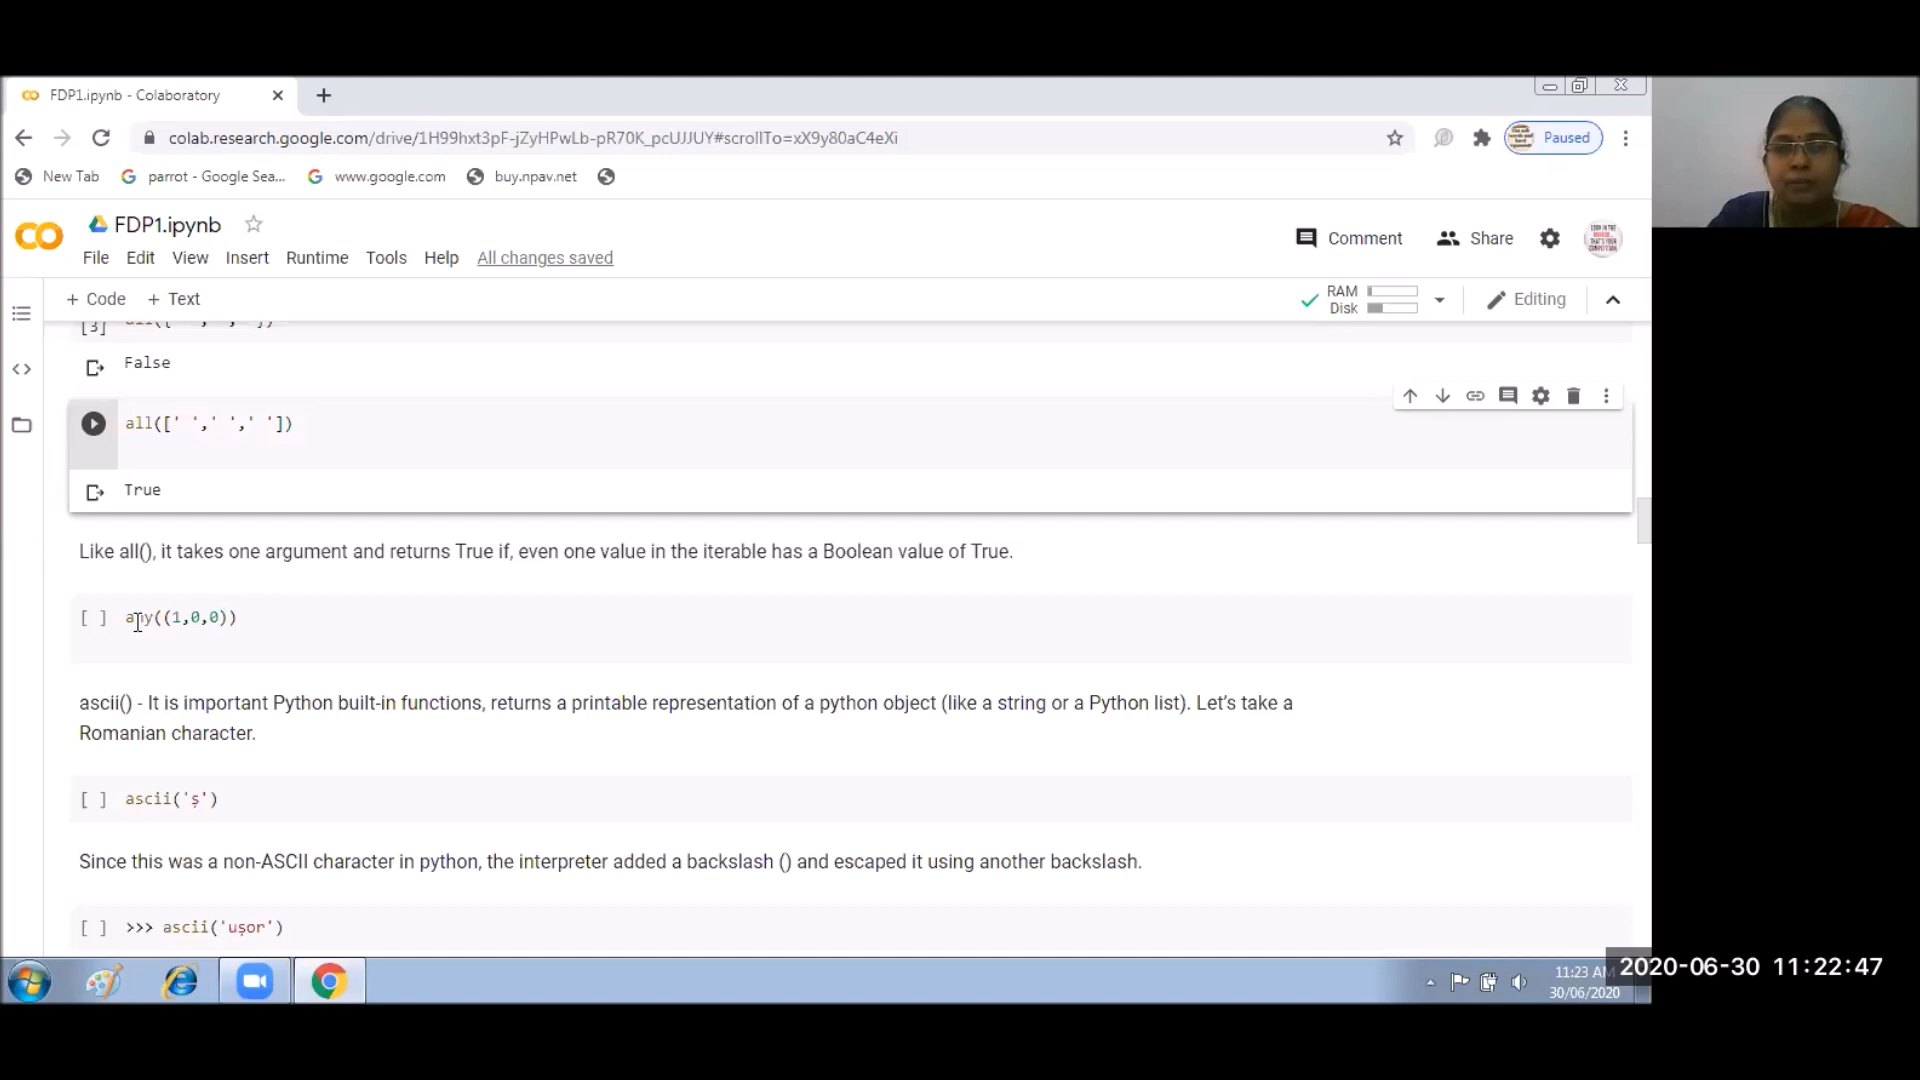 FDP1.ipynb - Colaboratory
colab.research.google.com/drive/1H99hxt3pF-jZyHPwLb-pR70K_pcUJJUY#scrollTo=xX9y80aC4eXi
Paused
New Tab
parrot - Google Sea...
www.google.com
buy.npav.net
FDP1.ipynb
Comment
Share
File Edit View Insert Runtime Tools Help All changes saved
+ Code + Text
RAM
Disk
Editing
[3]
False
all([' ',' ',' '])
True
Like all(), it takes one argument and returns True if, even one value in the iterable has a Boolean value of True.
[ ] any((1,0,0))
ascii() - It is important Python built-in functions, returns a printable representation of a python object (like a string or a Python list). Let’s take a
Romanian character.
[ ] ascii('ș')
Since this was a non-ASCII character in python, the interpreter added a backslash () and escaped it using another backslash.
[ ] >>> ascii('ușor')
11:23 AM
30/06/2020
2020-06-30 11:22:47